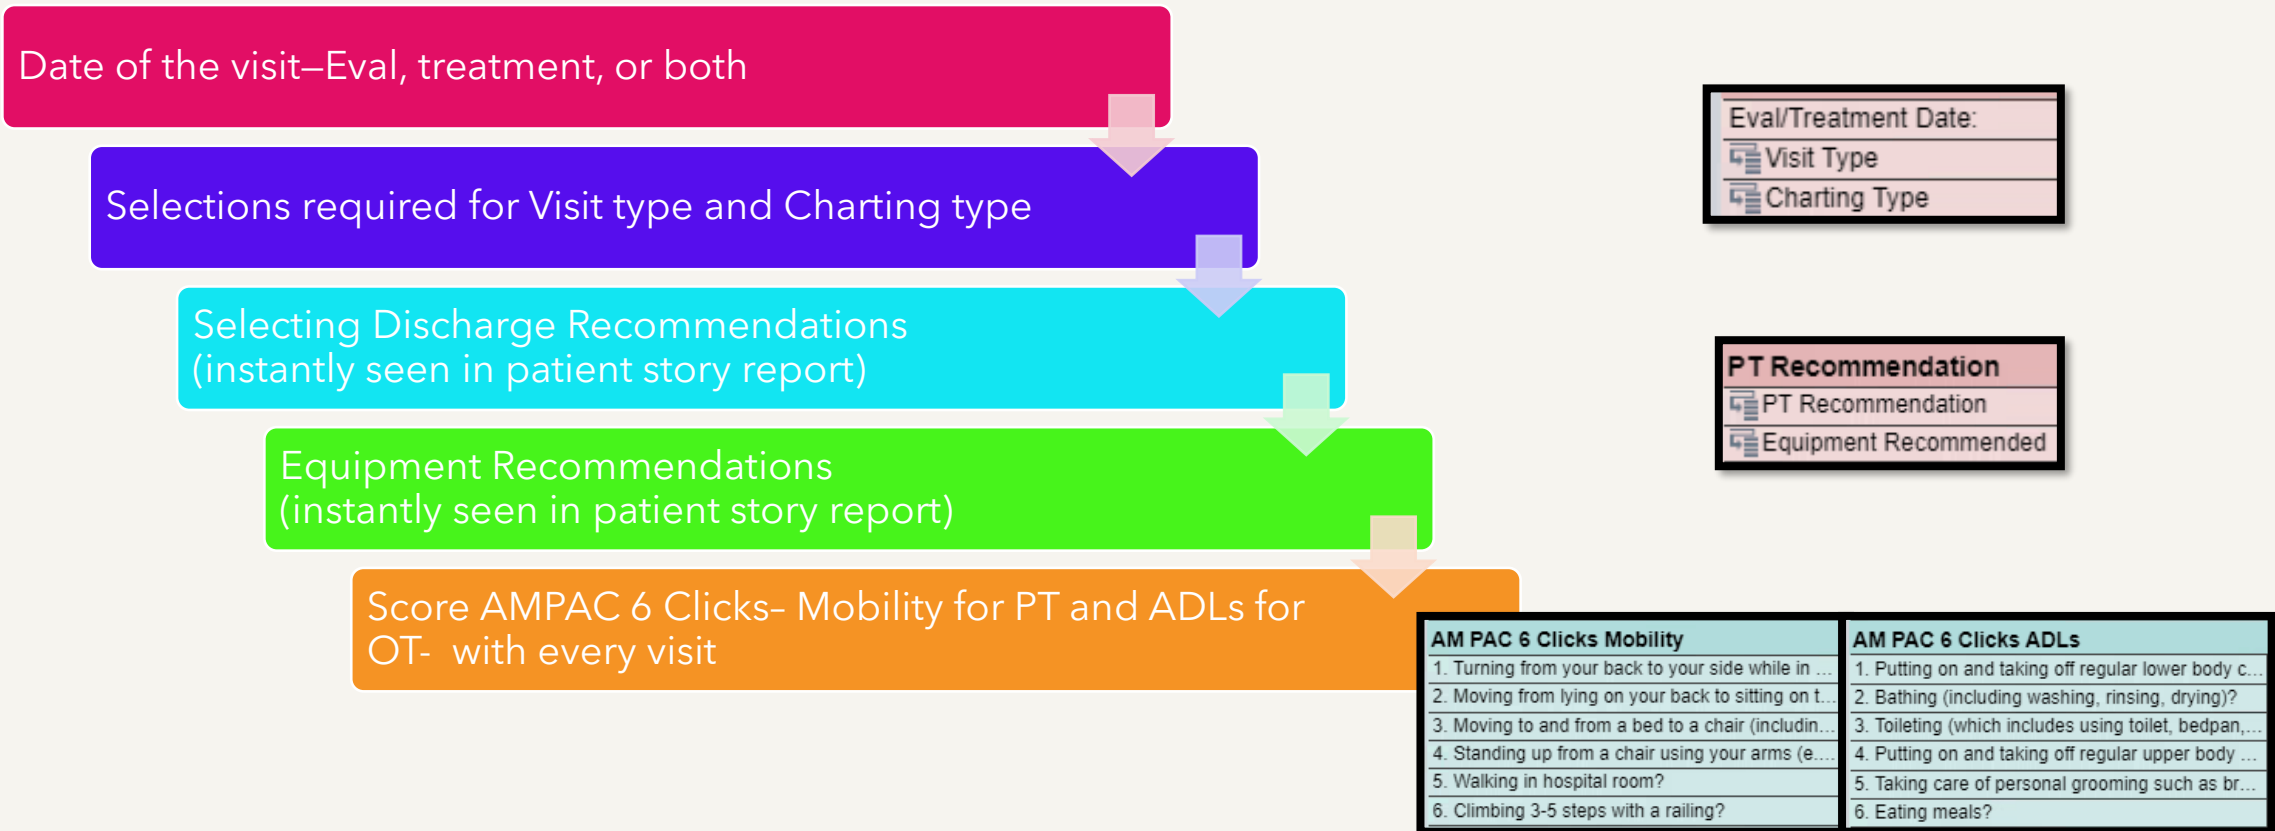 Date of the visit–Eval, treatment, or both
Selections required for Visit type and Charting type
Selecting Discharge Recommendations
(instantly seen in patient story report)
Equipment Recommendations
(instantly seen in patient story report)
Score AMPAC 6 Clicks– Mobility for PT and ADLs for
OT-  with every visit
Eval/Treatment Date:
Visit Type
Charting Type
PT Recommendation
PT Recommendation
Equipment Recommended
AM PAC 6 Clicks Mobility
1. Turning from your back to your side while in ...
2. Moving from lying on your back to sitting on t...
3. Moving to and from a bed to a chair (includin...
4. Standing up from a chair using your arms (e....
5. Walking in hospital room?
6. Climbing 3-5 steps with a railing?
AM PAC 6 Clicks ADLs
1. Putting on and taking off regular lower body c...
2. Bathing (including washing, rinsing, drying)?
3. Toileting (which includes using toilet, bedpan,...
4. Putting on and taking off regular upper body ...
5. Taking care of personal grooming such as br...
6. Eating meals?